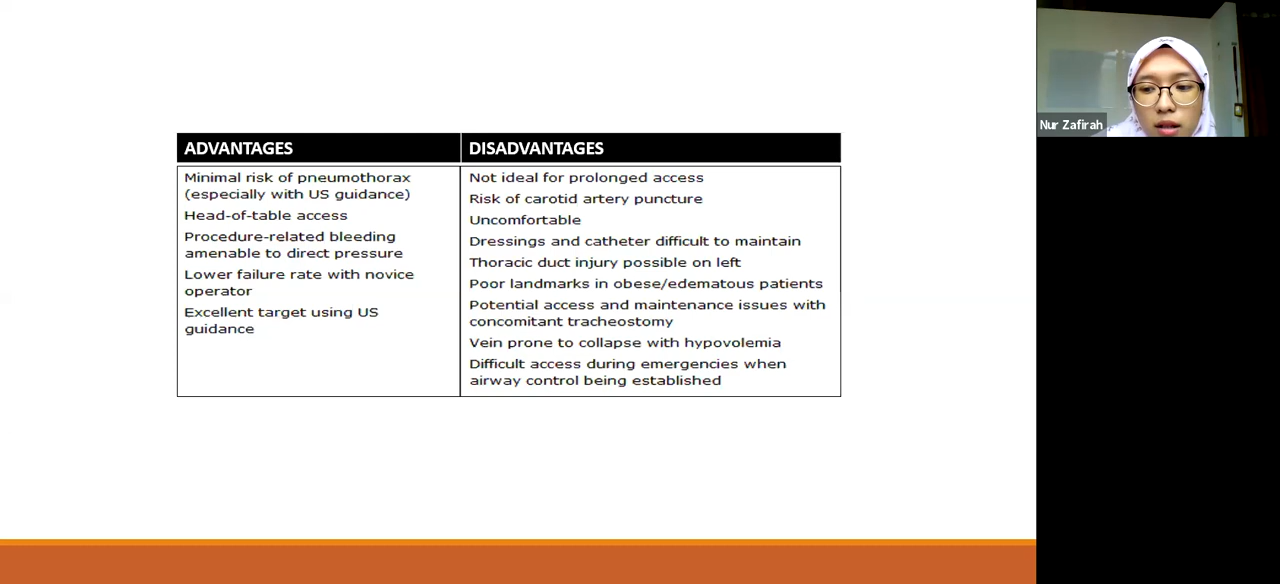 ADVANTAGES
Minimal risk of pneumothorax
(especially with US guidance)
Head-of-table access
Procedure-related bleeding
amenable to direct pressure
Lower failure rate with novice
operator
Excellent target using US
guidance
DISADVANTAGES
Not ideal for prolonged access
Risk of carotid artery puncture
Uncomfortable
Dressings and catheter difficult to maintain
Thoracic duct injury possible on left
Poor landmarks in obese/edematous patients
Potential access and maintenance issues with
concomitant tracheostomy
Vein prone to collapse with hypovolemia
Difficult access during emergencies when
airway control being established
Nur Zafirah